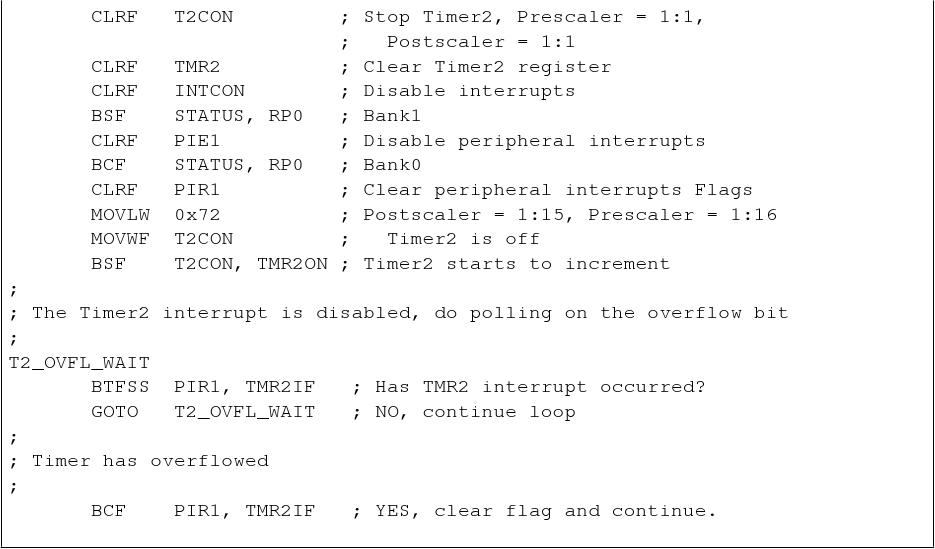 CLRF T2CON ; Stop Timer2, Prescaler = 1:1,
; Postscaler = 1:1
CLRF TMR2 ; Clear Timer2 register
CLRF INTCON ; Disable interrupts
BSF STATUS, RP0 ; Bank1
CLRF PIE1 ; Disable peripheral interrupts
BCF STATUS, RP0 ; Bank0
CLRF PIR1 ; Clear peripheral interrupts Flags
MOVLW 0x72 ; Postscaler = 1:15, Prescaler = 1:16
MOVWF T2CON ; Timer2 is off
BSF T2CON, TMR2ON ; Timer2 starts to increment
;
; The Timer2 interrupt is disabled, do polling on the overflow bit
;
T2_OVFL_WAIT
BTFSS PIR1, TMR2IF ; Has TMR2 interrupt occurred?
GOTO T2_OVFL_WAIT ; NO, continue loop
;
; Timer has overflowed
;
BCF PIR1, TMR2IF ; YES, clear flag and continue.